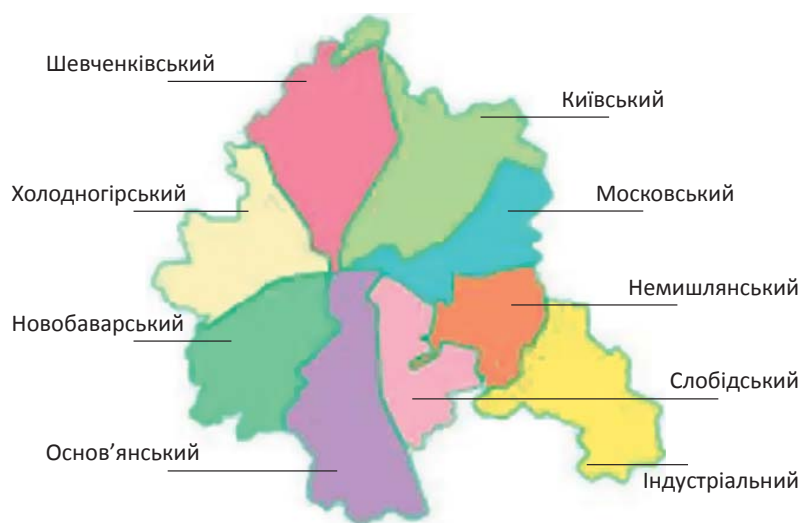 Шевченківський
Київський
Холодногірський
Московський
Немишлянський
Новобаварський
Слобідський
Основ’янський
Індустріальний